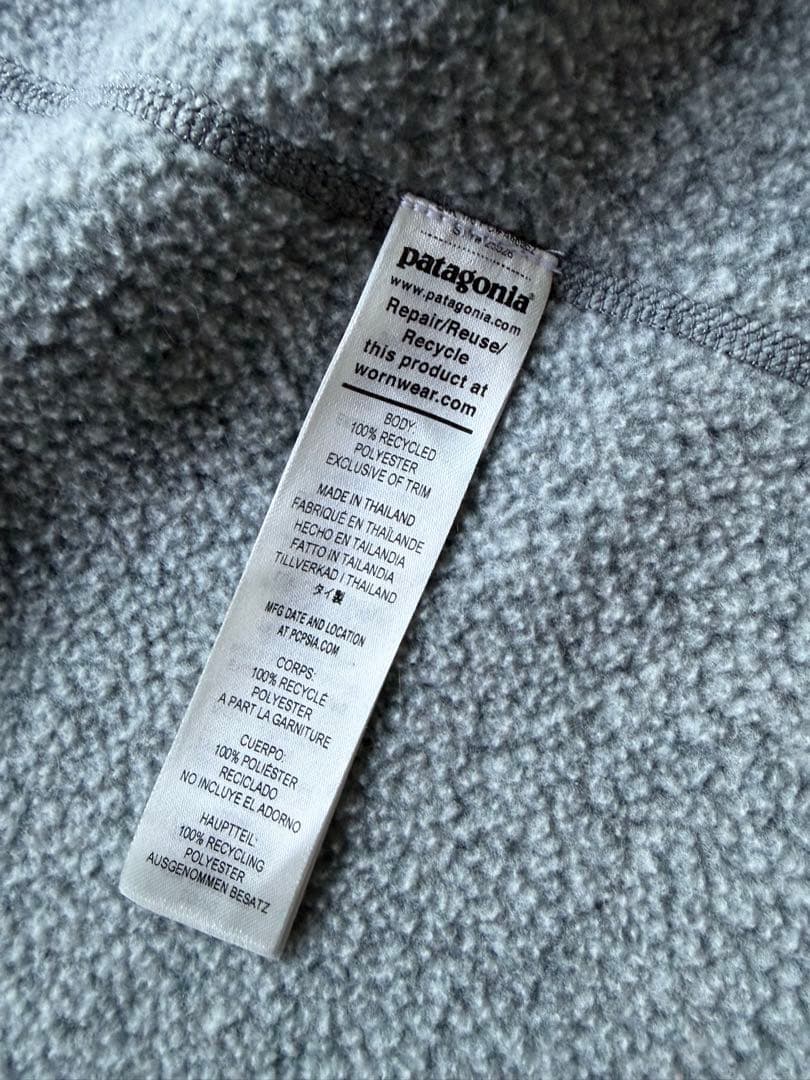 patagonia®
www.patagonia.com
Repair/Reuse/
Recycle
this product at
wornwear.com
BODY:
100% RECYCLED
POLYESTER
EXCLUSIVE OF TRIM
MADE IN THAILAND
FABRIQUÉ EN THAÏLANDE
HECHO EN TAILANDIA
FATTO IN TAILANDIA
TILLVERKAD I THAILAND
タイ製
MFG DATE AND LOCATION
AT PCPSIA.COM
CORPS:
100% RECYCLÉ
POLYESTER
A PART LA GARNITURE
CUERPO:
100% POLIÉSTER
RECICLADO
NO INCLUYE EL ADORNO
HAUPTTEIL:
100% RECYCLING
POLYESTER
AUSGENOMMEN BESATZ